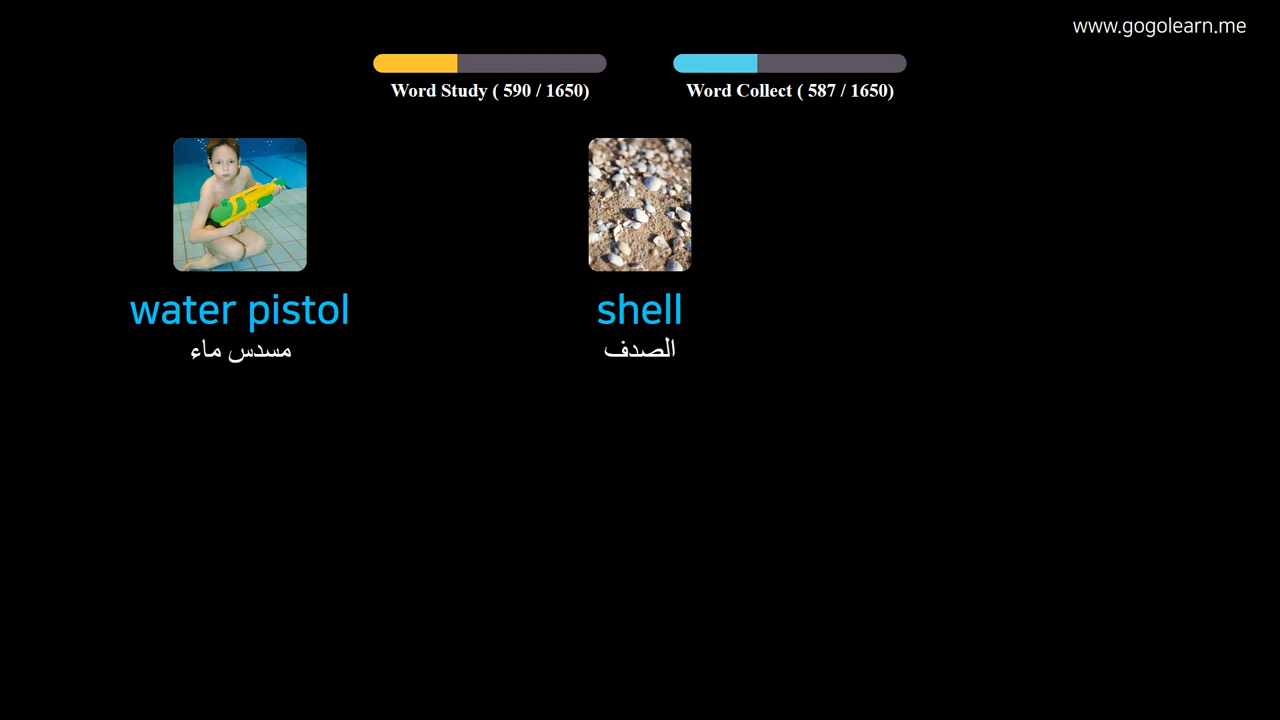 www.gogolearn.me
Word Study ( 590 / 1650)
Word Collect ( 587 / 1650)
water pistol
مسدس ماء
shell
الصدف